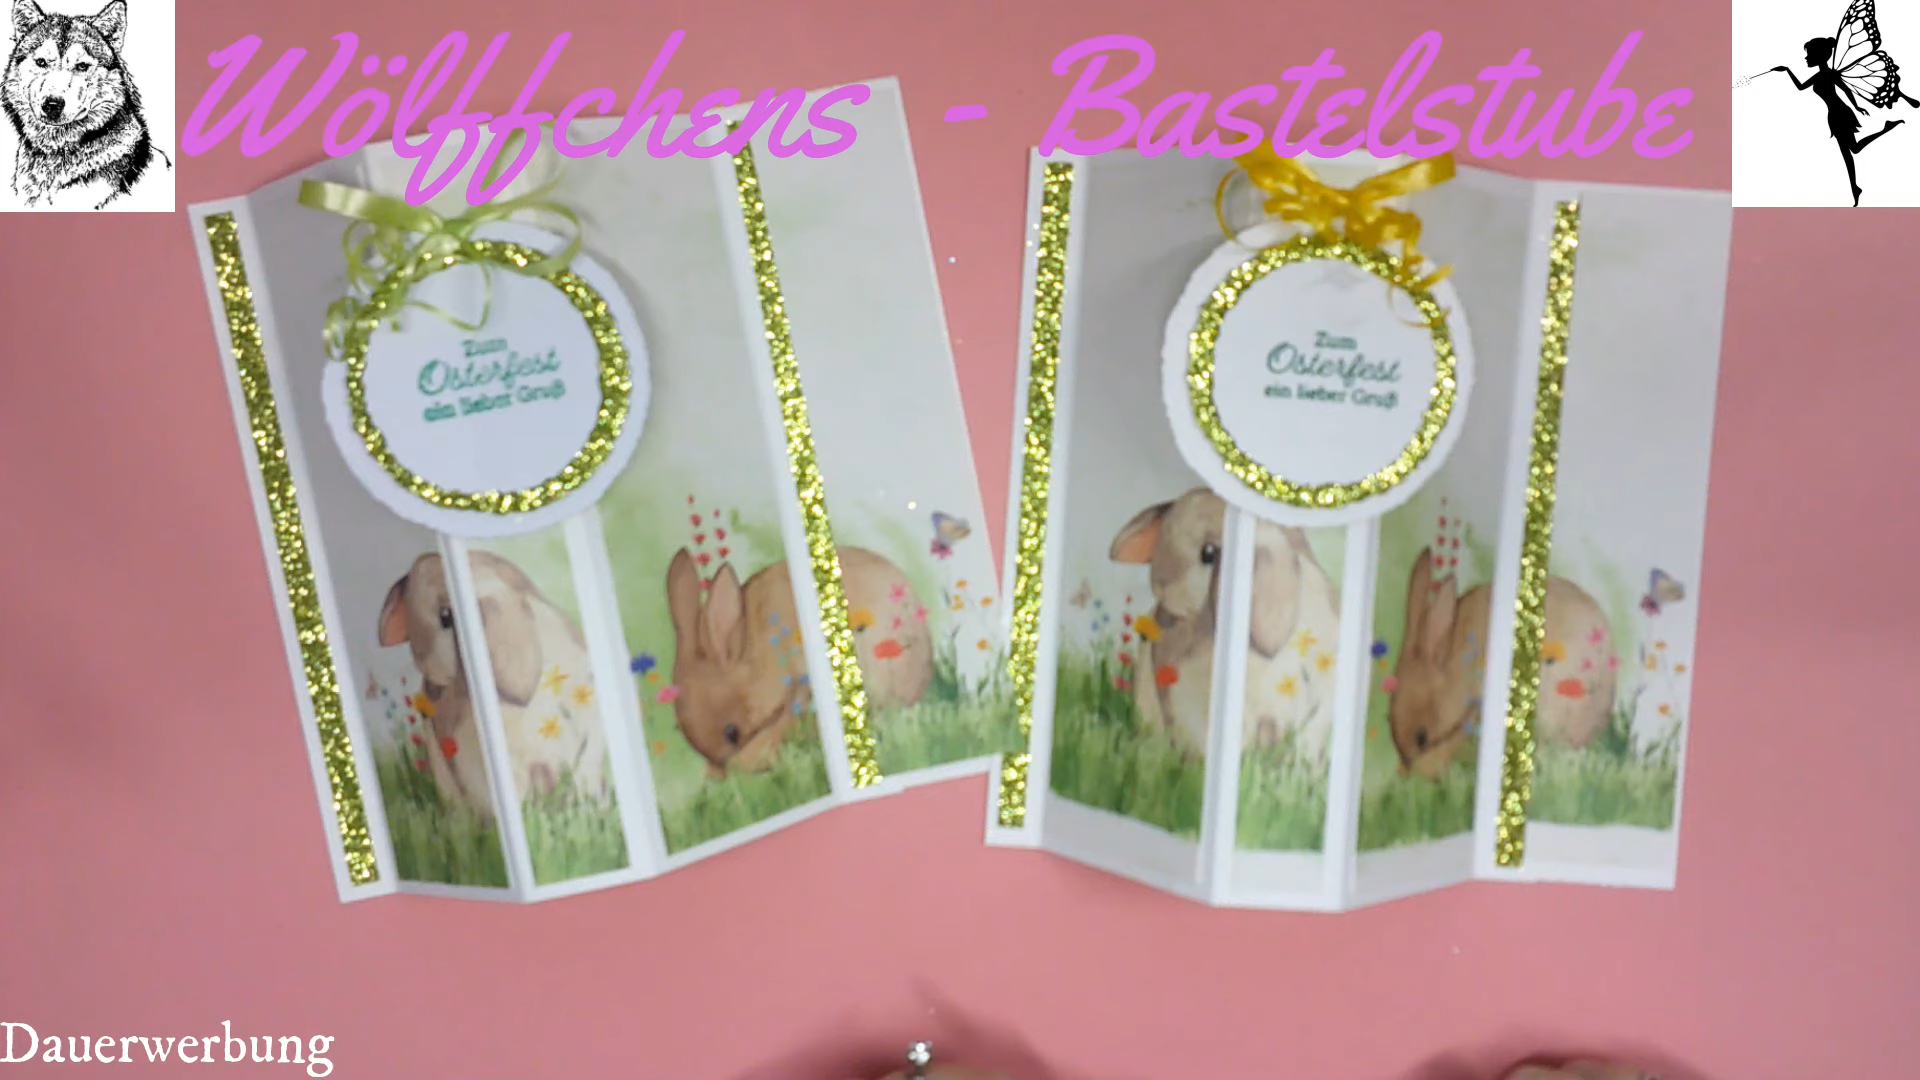 Wölffchens - Bastelstube
Zum
Osterfest
ein lieber Gruß
Zum
Osterfest
ein lieber Gruß
Dauerwerbung